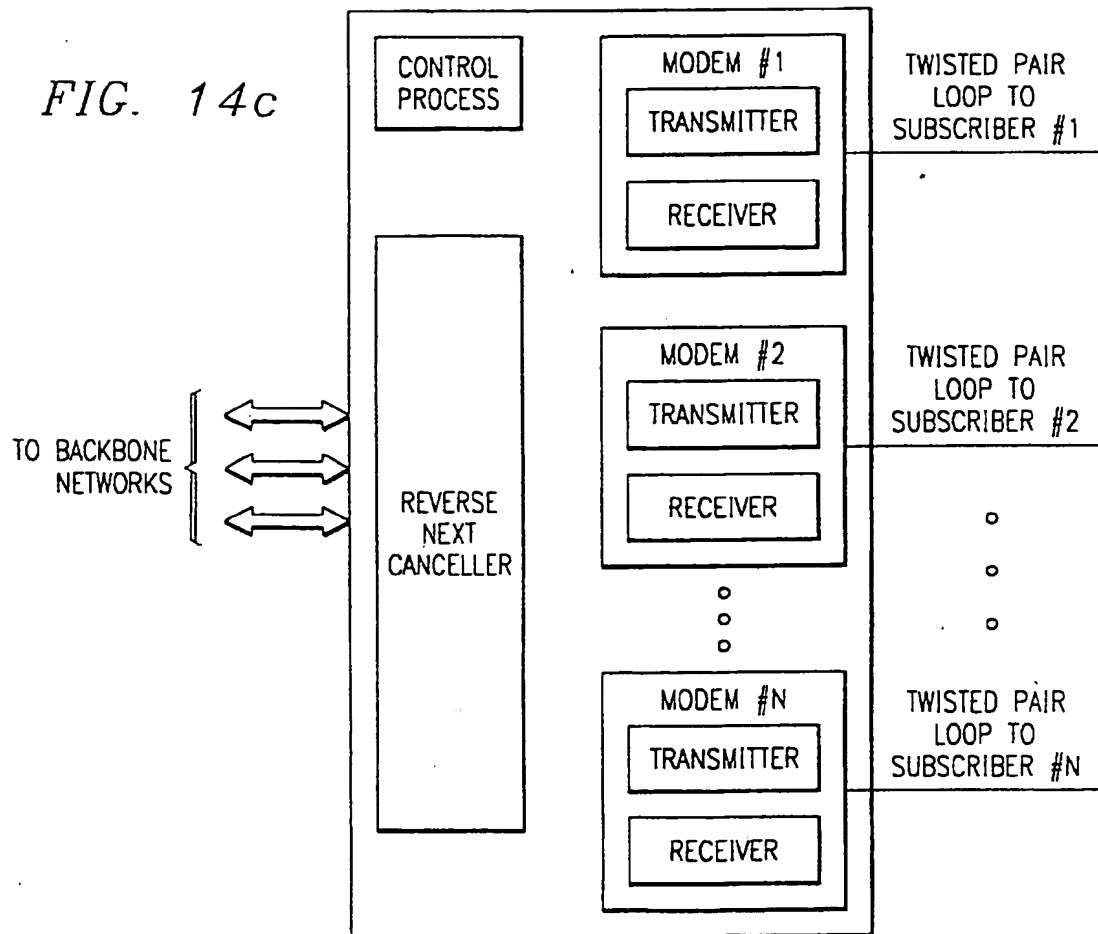 FIG. 14c
CONTROL
PROCESS
MODEM #1
TRANSMITTER
RECEIVER
TWISTED PAIR
LOOP TO
SUBSCRIBER #1
MODEM #2
TRANSMITTER
RECEIVER
TWISTED PAIR
LOOP TO
SUBSCRIBER #2
TO BACKBONE
NETWORKS
REVERSE
NEXT
CANCELLER
MODEM #N
TRANSMITTER
RECEIVER
TWISTED PAIR
LOOP TO
SUBSCRIBER #N